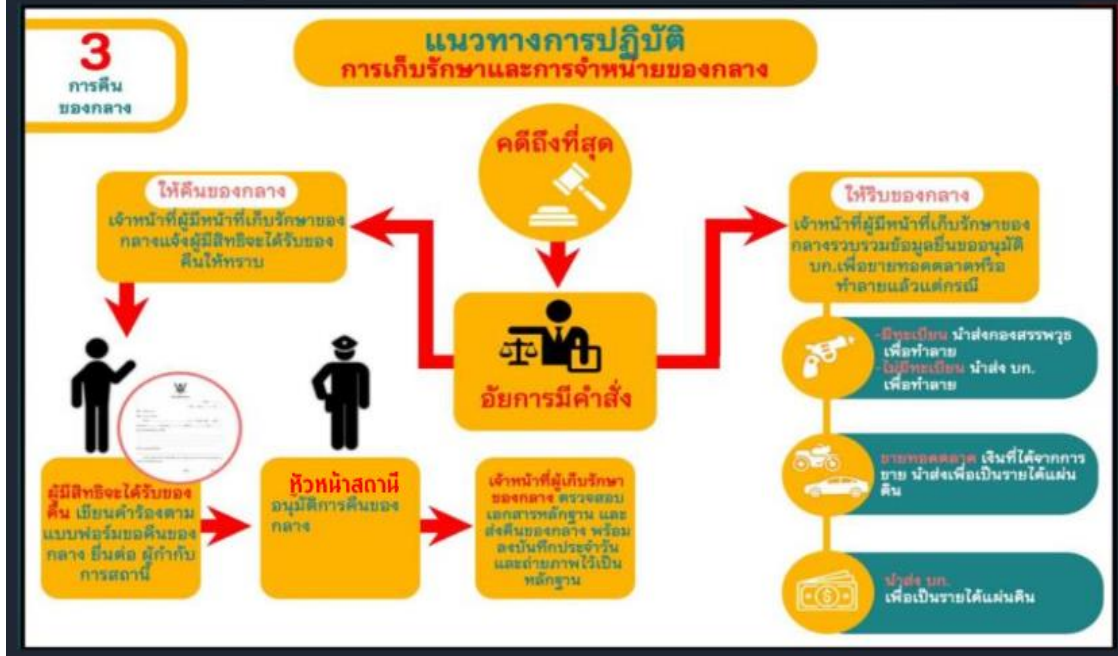 3
การคืน
ของกลาง
แนวทางการปฏิบัติ
การเก็บรักษาและการจำหน่ายของกลาง
คดีถึงที่สุด
ให้คืนของกลาง
เจ้าหน้าที่ผู้มีหน้าที่เก็บรักษาของ
กลางแจ้งผู้มีสิทธิจะได้รับของ
คืนให้ทราบ
อัยการมีคำสั่ง
ให้ริบของกลาง
เจ้าหน้าที่ผู้มีหน้าที่เก็บรักษาของ
กลางรวบรวมข้อมูลยื่นขออนุมัติ
บก.เพื่อขายทอดตลาดหรือ
ทำลายแล้วแต่กรณี
ผู้มีสิทธิจะได้รับของ
คืน เขียนคำร้องตาม
แบบฟอร์มขอคืนของ
กลาง ยื่นต่อ ผู้กำกับ
การสถานี
หัวหน้าสถานี
อนุมัติการคืนของ
กลาง
เจ้าหน้าที่ผู้เก็บรักษา
ของกลาง ตรวจสอบ
เอกสารหลักฐาน และ
ส่งคืนของกลาง พร้อม
ลงบันทึกประจำวัน
และถ่ายภาพไว้เป็น
หลักฐาน
-มีทะเบียน นำส่งกองสรรพวุธ
เพื่อทำลาย
-ไม่มีทะเบียน นำส่ง บก.
เพื่อทำลาย
ขายทอดตลาด เงินที่ได้จากการ
ขาย นำส่งเพื่อเป็นรายได้แผ่น
ดิน
นำส่ง บก.
เพื่อเป็นรายได้แผ่นดิน